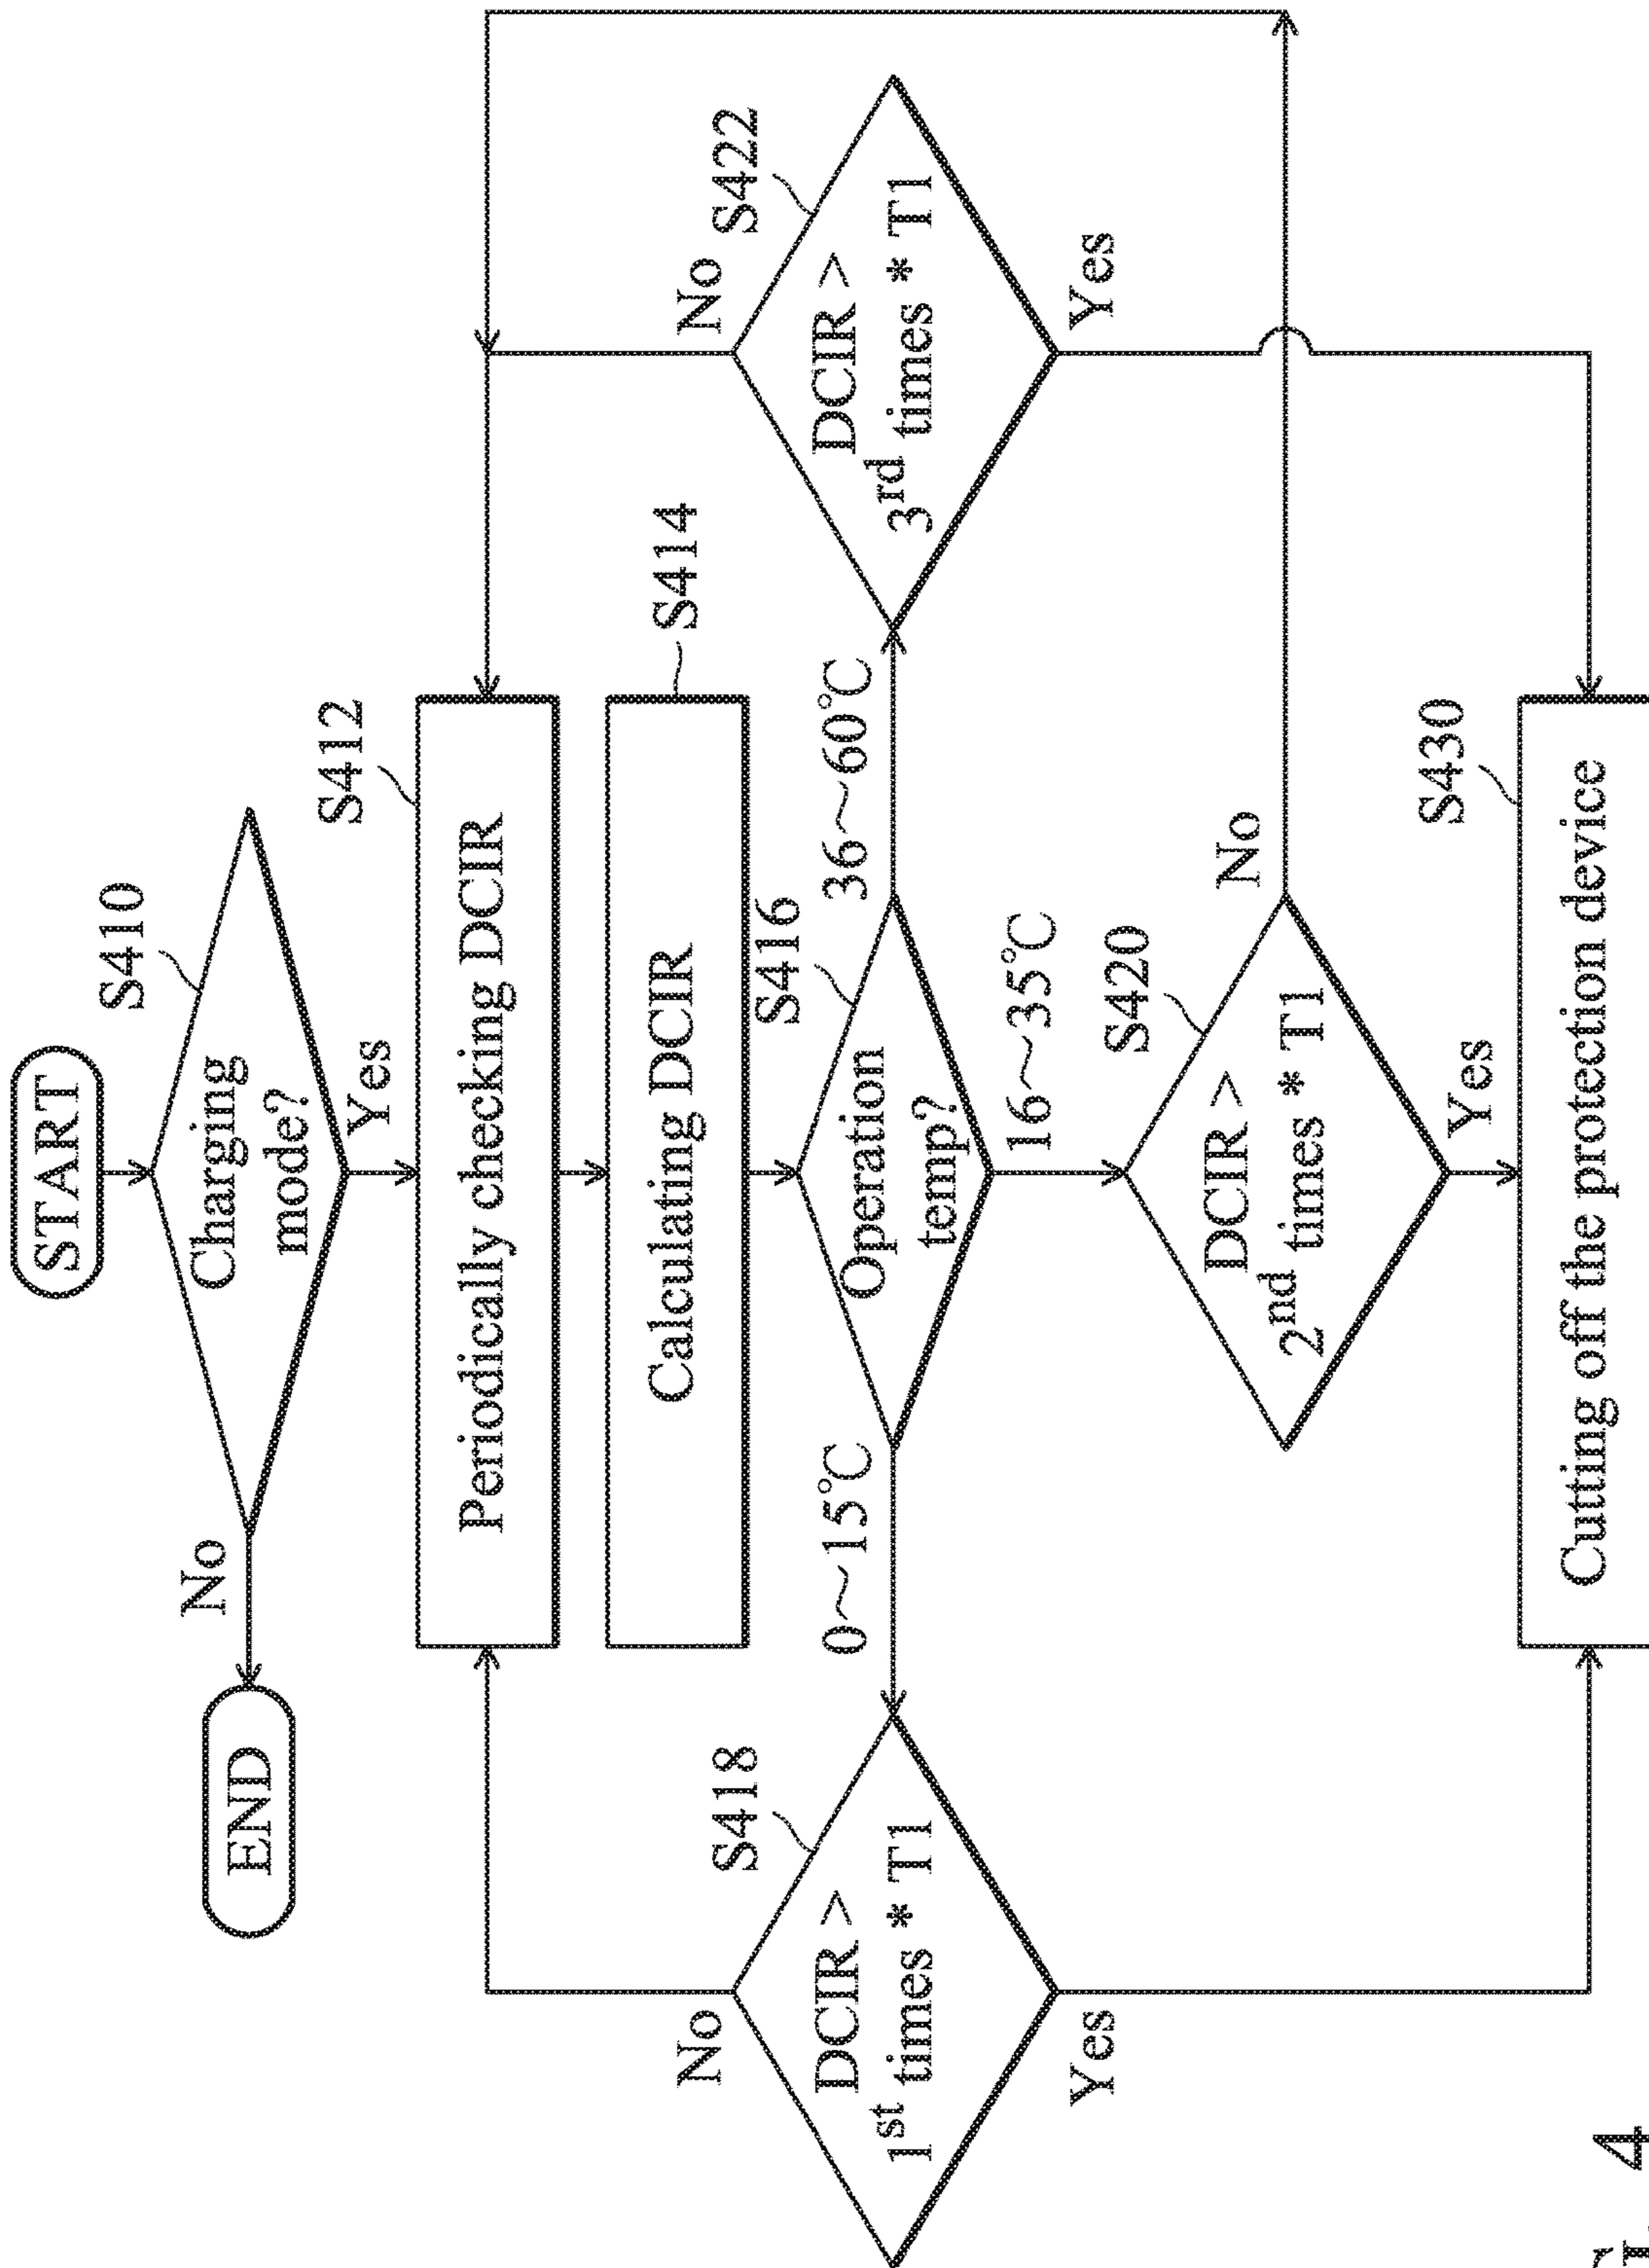 START
S410
Charging
mode?
No
END
Yes
S412
Periodically checking DCIR
S414
Calculating DCIR
S416
Operation
temp?
0~15℃
36~60℃
16~35℃
S418
DCIR >
1st times * T1
No
Yes
S420
DCIR >
2nd times * T1
No
Yes
S422
DCIR >
3rd times * T1
No
Yes
S430
Cutting off the protection device
4